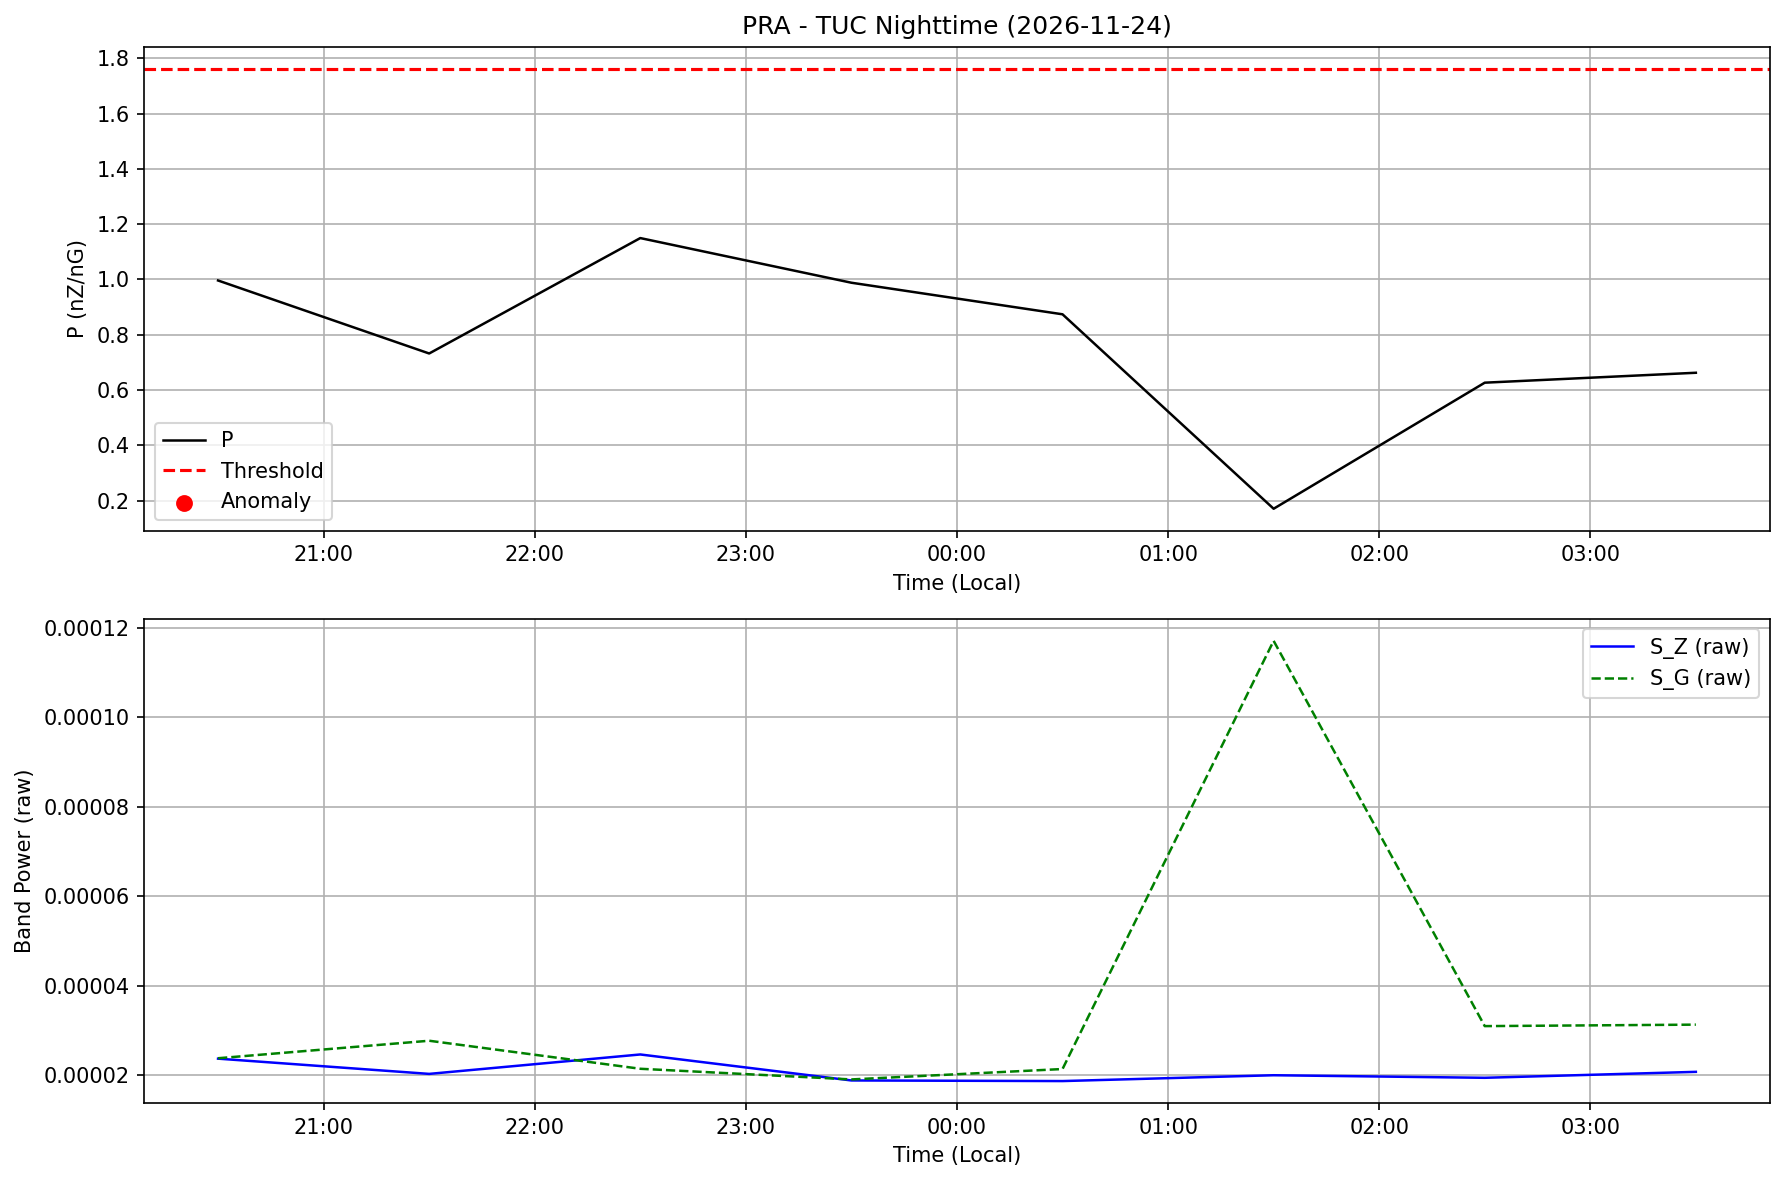 PRA - TUC Nighttime (2026-11-24)
P (nZ/nG)
1.8
1.6
1.4
1.2
1.0
0.8
0.6
0.4
0.2
P
Threshold
Anomaly
21:00 22:00 23:00 00:00 01:00 02:00 03:00
Time (Local)
Band Power (raw)
0.00012
0.00010
0.00008
0.00006
0.00004
0.00002
S_Z (raw)
S_G (raw)
21:00 22:00 23:00 00:00 01:00 02:00 03:00
Time (Local)